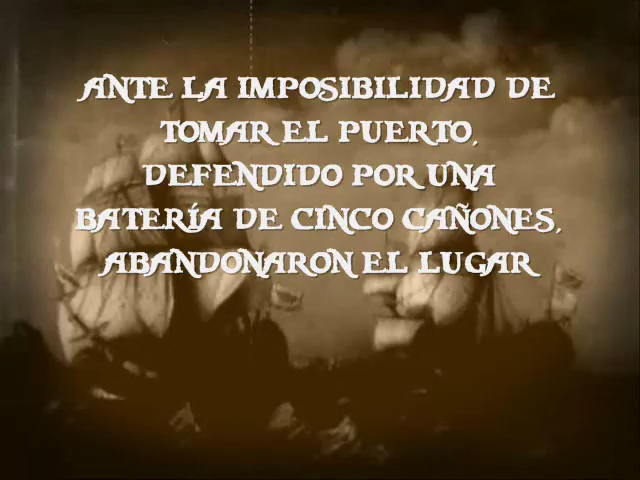 ANTE LA IMPOSIBILIDAD DE
TOMAR EL PUERTO,
DEFENDIDO POR UNA
BATERÍA DE CINCO CAÑONES,
ABANDONARON EL LUGAR